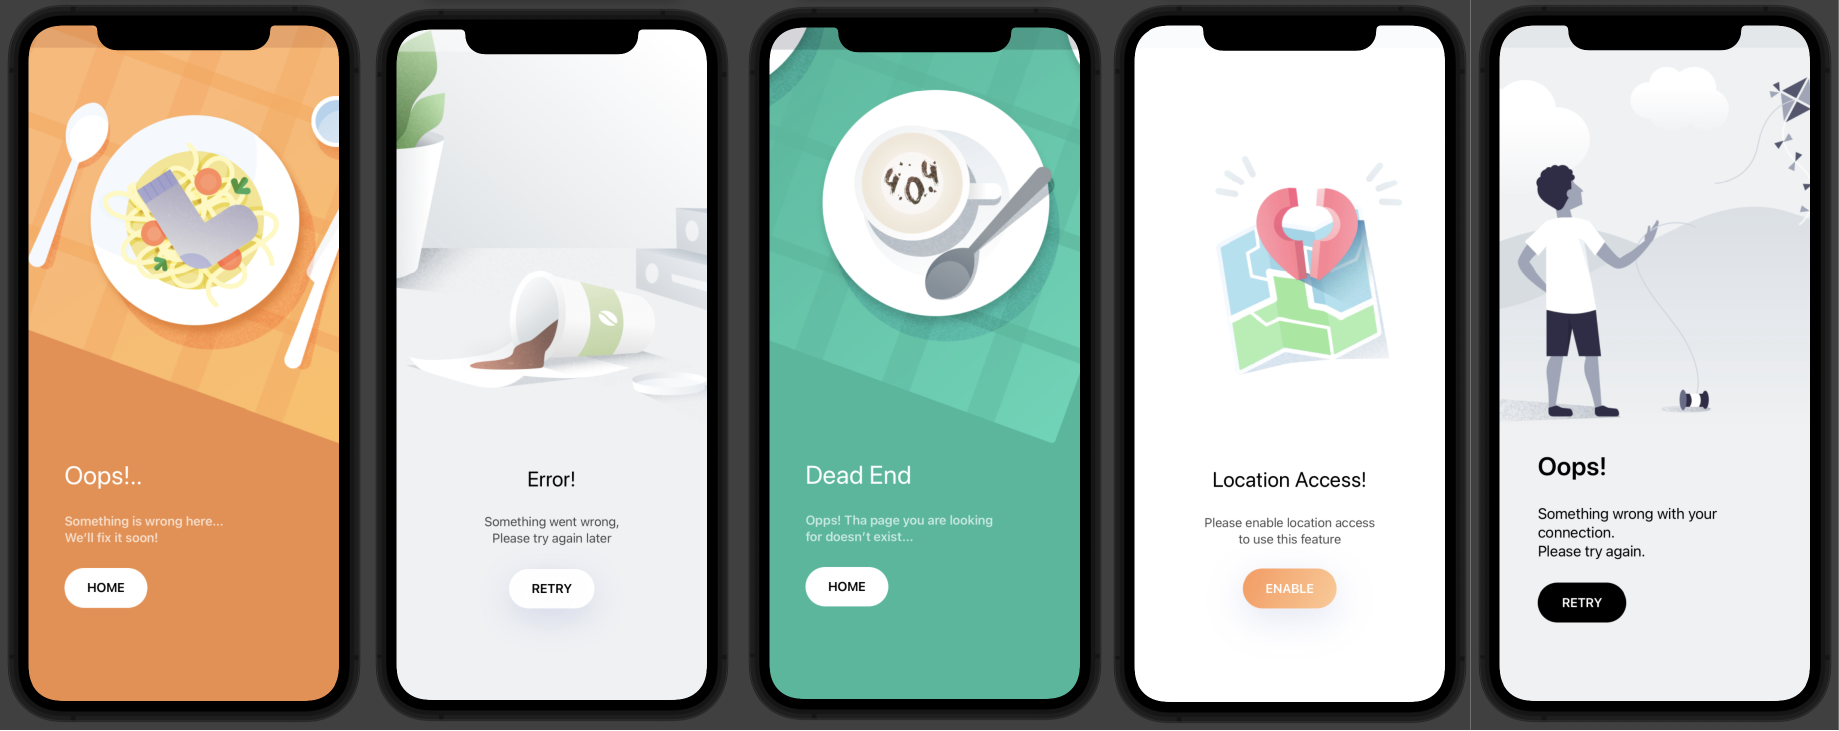 Oops!..
Something is wrong here...
We'll fix it soon!
HOME
Error!
Something went wrong,
Please try again later
RETRY
404
Dead End
Opps! Tha page you are looking
for doesn't exist...
HOME
Location Access!
Please enable location access
to use this feature
ENABLE
Oops!
Something wrong with your
connection.
Please try again.
RETRY